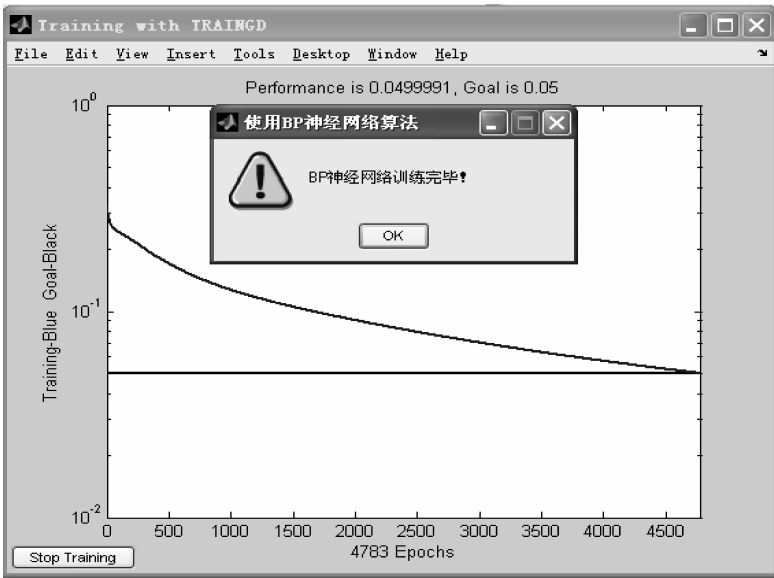 Training with TRAINGD
File Edit View Insert Tools Desktop Window Help
Performance is 0.0499991, Goal is 0.05
使用BP神经网络算法
BP神经网络训练完毕!
OK
Training-Blue Goal-Black
10^0
10^-1
10^-2
0 500 1000 1500 2000 2500 3000 3500 4000 4500
4783 Epochs
Stop Training